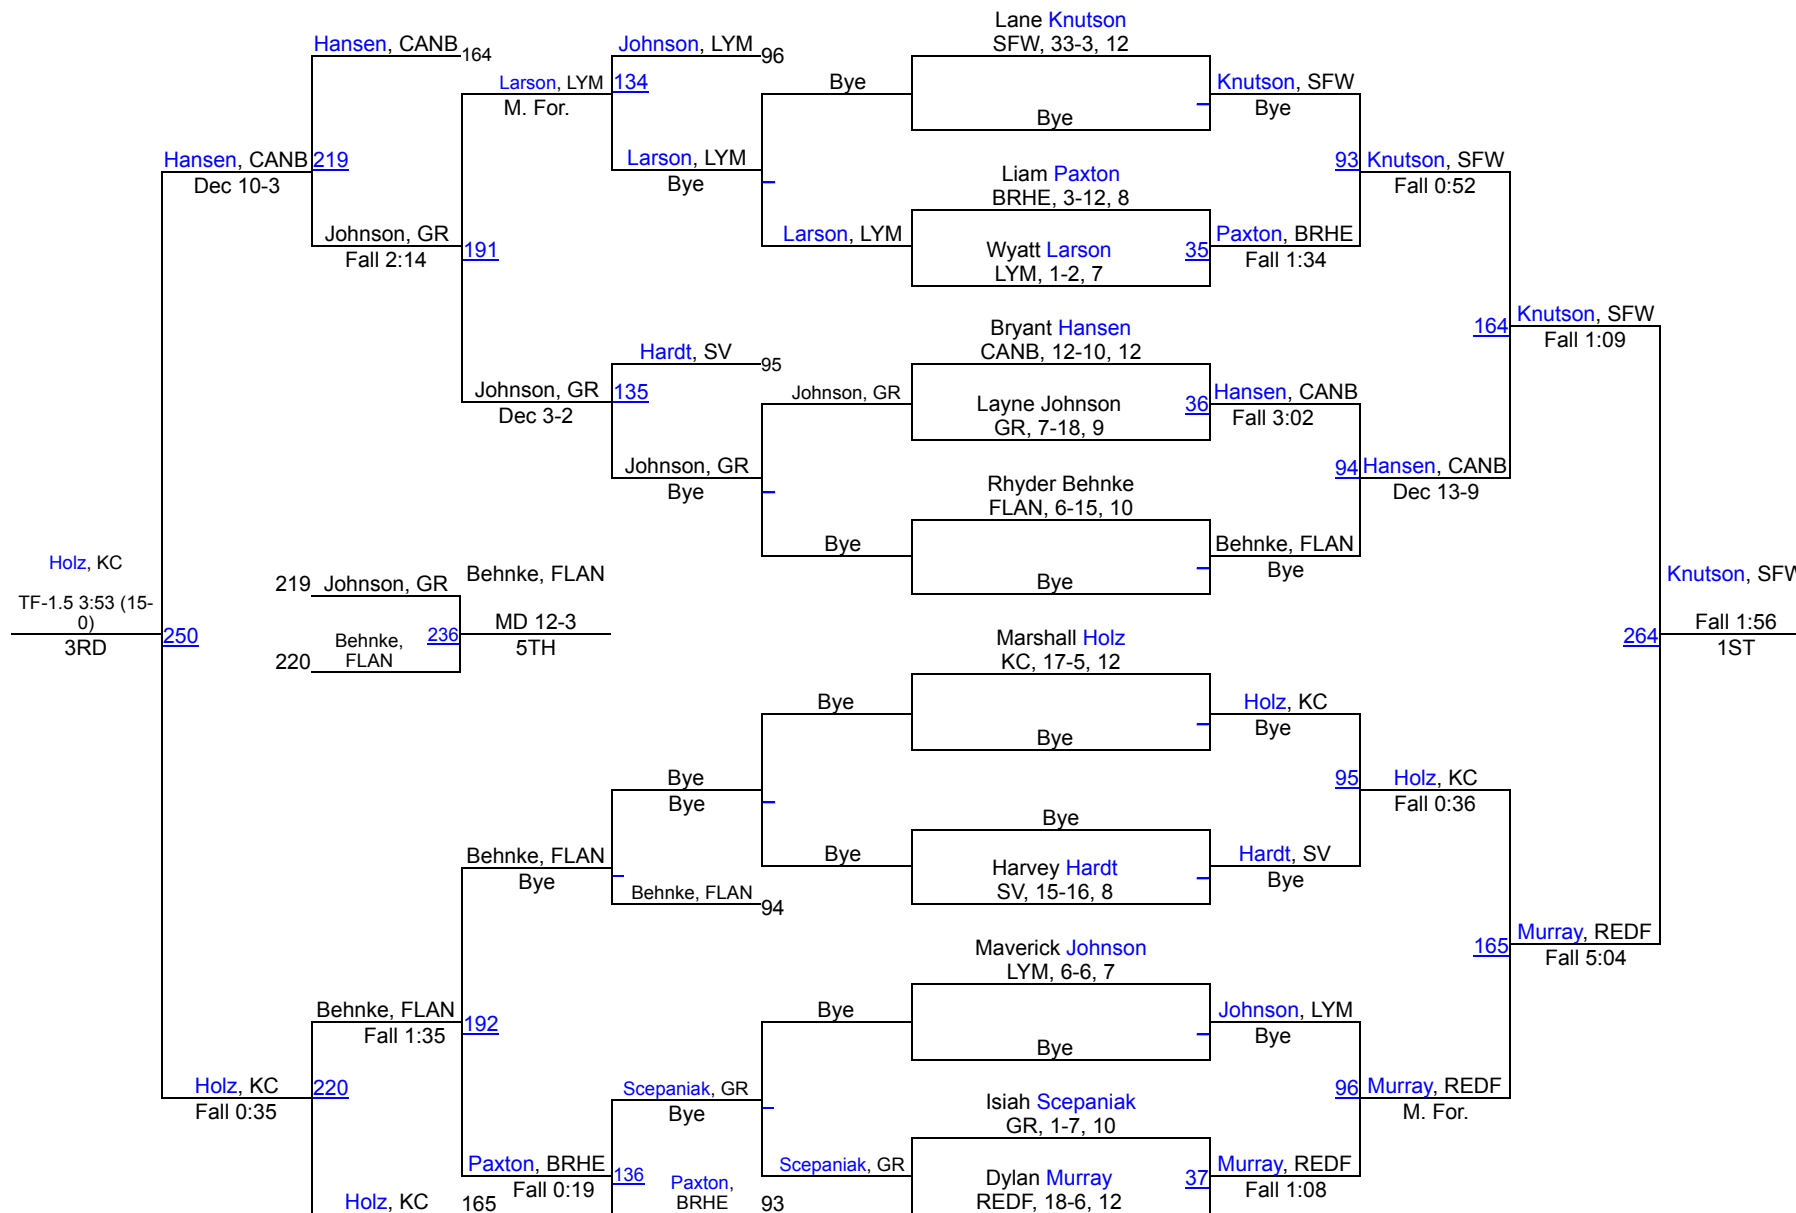 Lane Knutson
SFW, 33-3, 12
Hansen, CANB
164
Johnson, LYM
96
Larson, LYM
134
M. For.
Bye
Knutson, SFW
Bye
Bye
Hansen, CANB
219
Dec 10-3
Larson, LYM
Bye
Liam Paxton
BRHE, 3-12, 8
93
Knutson, SFW
Fall 0:52
Johnson, GR
191
Fall 2:14
Larson, LYM
Wyatt Larson
LYM, 1-2, 7
35
Paxton, BRHE
Fall 1:34
Bryant Hansen
CANB, 12-10, 12
164
Knutson, SFW
Fall 1:09
Hardt, SV
95
Johnson, GR
135
Dec 3-2
Johnson, GR
Layne Johnson
GR, 7-18, 9
36
Hansen, CANB
Fall 3:02
Johnson, GR
Bye
Rhyder Behnke
FLAN, 6-15, 10
94
Hansen, CANB
Dec 13-9
Bye
Bye
Behnke, FLAN
Bye
Holz, KC
TF-1.5 3:53 (15-
0)
3RD
250
219
Johnson, GR
Behnke, FLAN
MD 12-3
5TH
236
Behnke,
FLAN
220
Knutson, SFW
Fall 1:56
1ST
264
Marshall Holz
KC, 17-5, 12
Bye
Bye
Holz, KC
Bye
Bye
Bye
95
Holz, KC
Fall 0:36
Bye
Behnke, FLAN
Bye
Bye
Harvey Hardt
SV, 15-16, 8
Hardt, SV
Bye
Behnke, FLAN
94
Maverick Johnson
LYM, 6-6, 7
165
Murray, REDF
Fall 5:04
Behnke, FLAN
192
Fall 1:35
Bye
Bye
Johnson, LYM
Bye
Holz, KC
220
Fall 0:35
Scepaniak, GR
Bye
Isiah Scepaniak
GR, 1-7, 10
96
Murray, REDF
M. For.
Paxton, BRHE
136
Fall 0:19
Scepaniak, GR
Dylan Murray
REDF, 18-6, 12
37
Murray, REDF
Fall 1:08
Holz, KC
165
Paxton,
BRHE
93